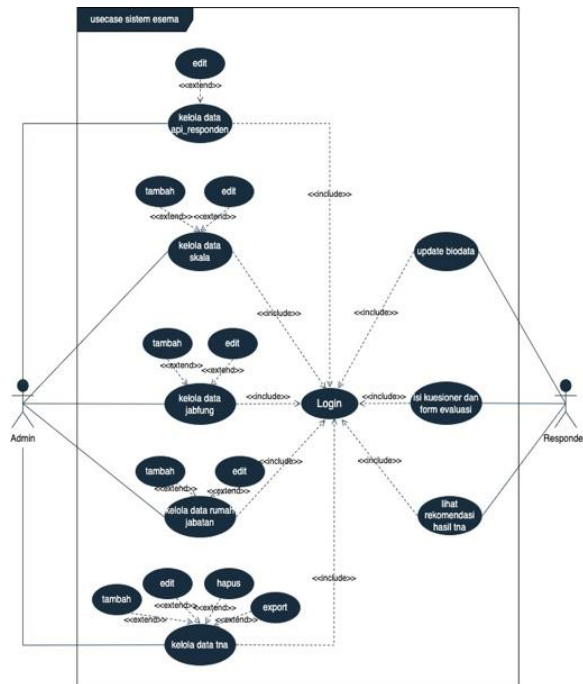 usecase sistem esema
edit
<<extend>>
kelola data
api_responden
<<include>>
tambah
edit
<<extend>>
<<extend>>
kelola data
skala
update biodata
<<include>>
<<include>>
tambah
edit
<<extend>>
<<extend>>
kelola data
jabfung
<<include>>
Login
<<include>>
isi kuesioner dan
form evaluasi
Admin
Responde
tambah
edit
<<extend>>
<<extend>>
<<include>>
<<include>>
kelola data rumah
jabatan
lihat
rekomendasi
hasil tna
edit
hapus
tambah
export
<<extend>>
<<extend>>
<<extend>>
<<extend>>
<<include>>
kelola data tna